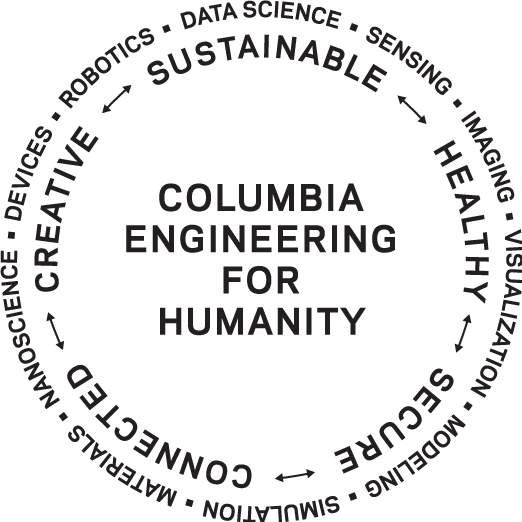 DATA SCIENCE ▪ SENSING ▪ IMAGING ▪ VISUALIZATION ▪ MODELING ▪ SIMULATION ▪ MATERIALS ▪ NANOSCIENCE ▪ DEVICES ▪ ROBOTICS ▪
SUSTAINABLE ↔ HEALTHY ↔ SECURE ↔ CONNECTED ↔ CREATIVE ↔
COLUMBIA
ENGINEERING
FOR
HUMANITY